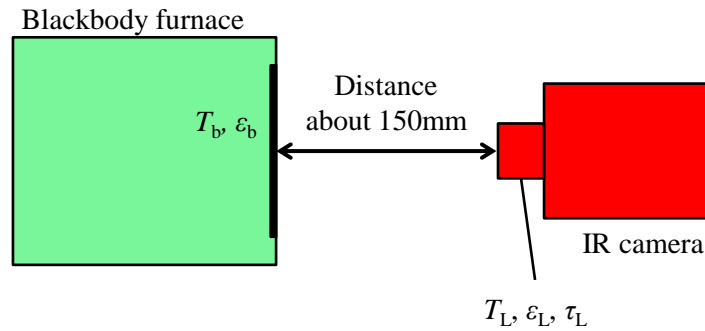 Blackbody furnace
Distance
about 150mm
T_b, ε_b
IR camera
T_L, ε_L, τ_L